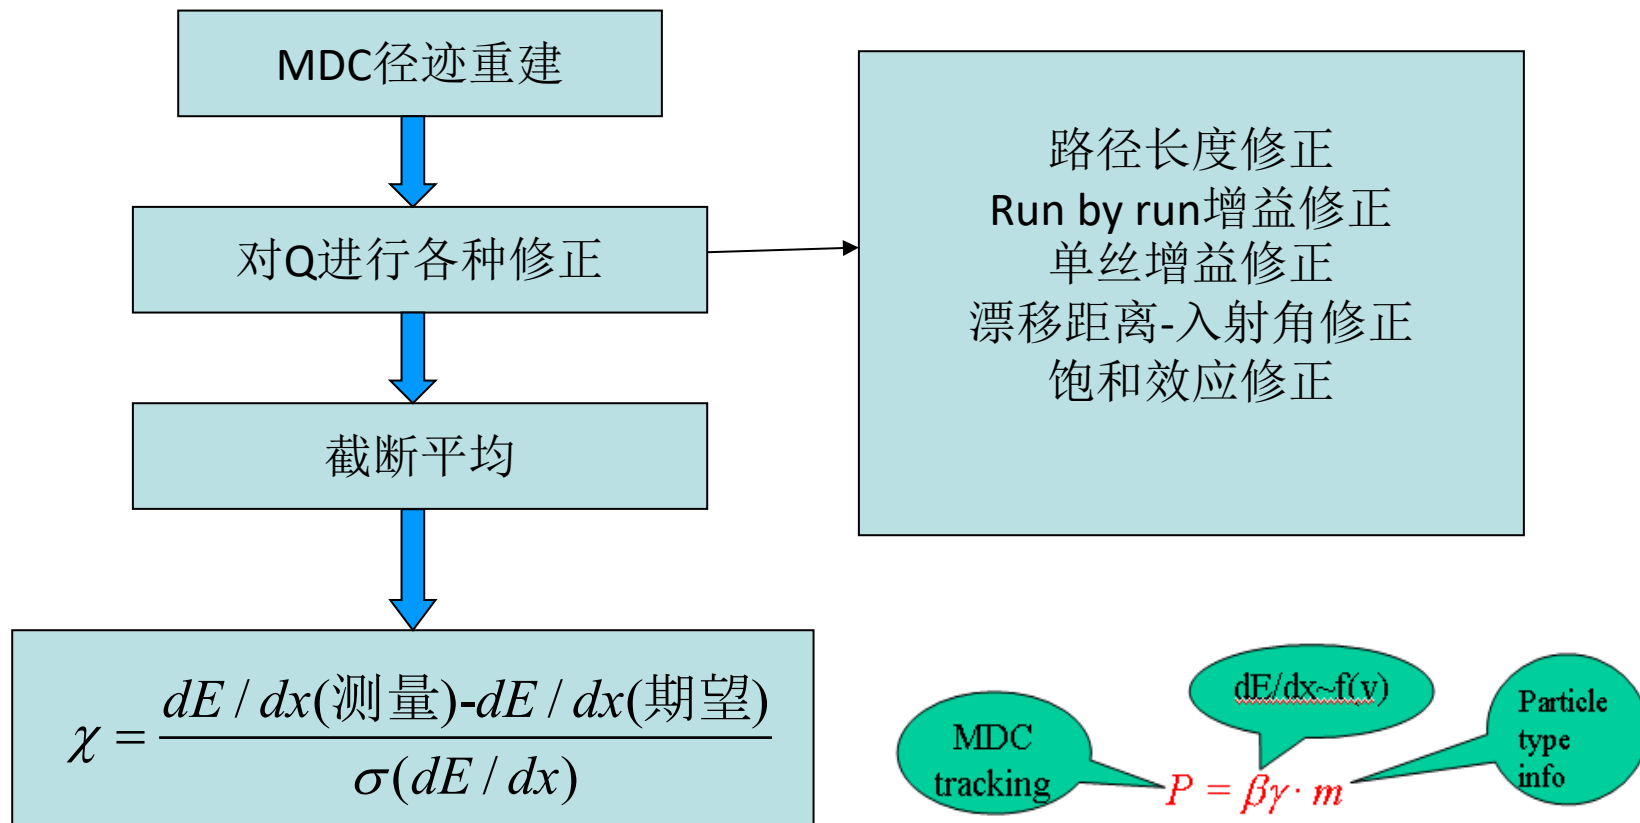 MDC径迹重建
对Q进行各种修正
截断平均
χ = dE / dx(测量)-dE / dx(期望) / σ(dE / dx)
路径长度修正
Run by run增益修正
单丝增益修正
漂移距离-入射角修正
饱和效应修正
dE/dx~f(v)
MDC
tracking
Particle
type
info
P = βγ · m